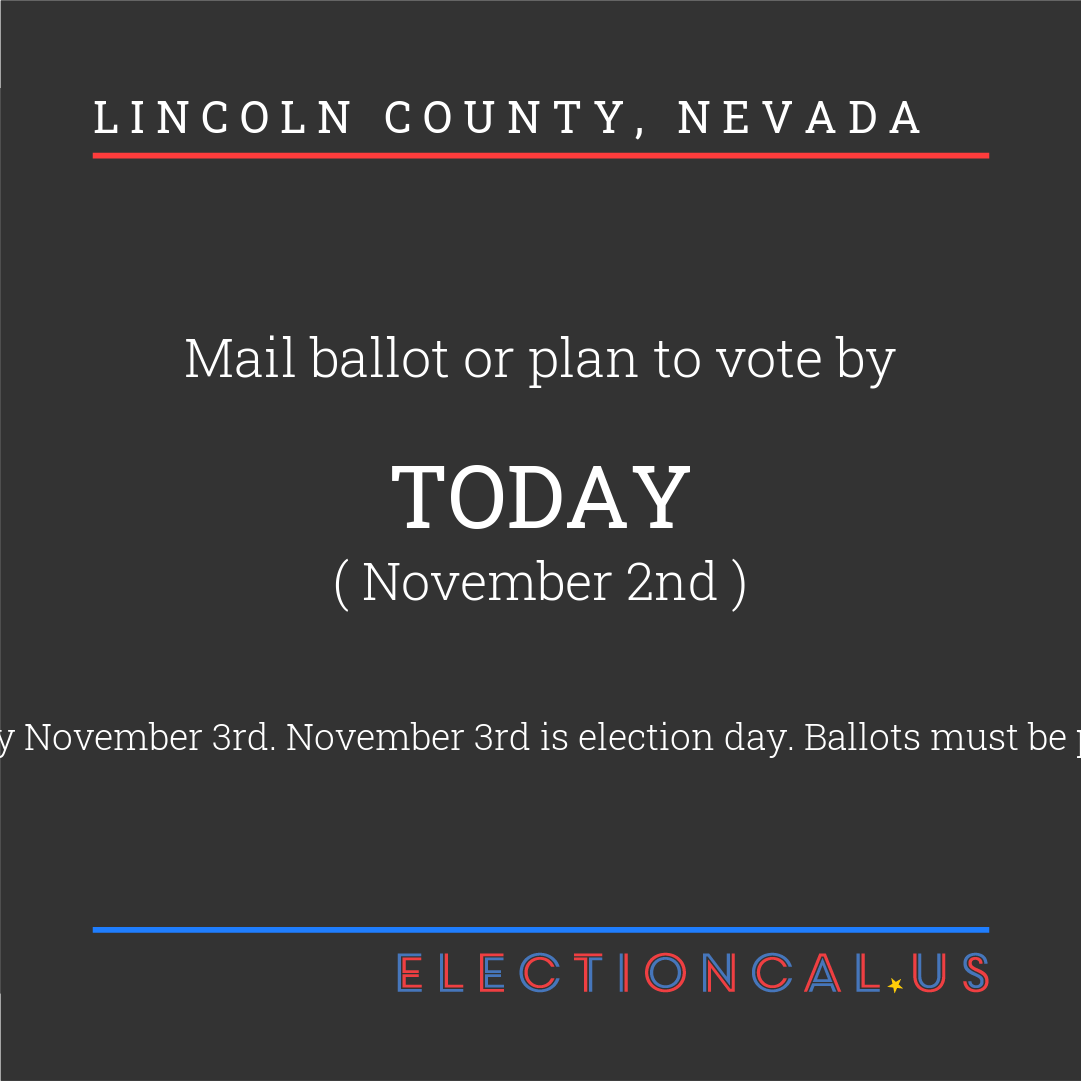 LINCOLN COUNTY, NEVADA
Mail ballot or plan to vote by
TODAY
( November 2nd )
November 3rd. November 3rd is election day. Ballots must be
ELECTIONCAL.US